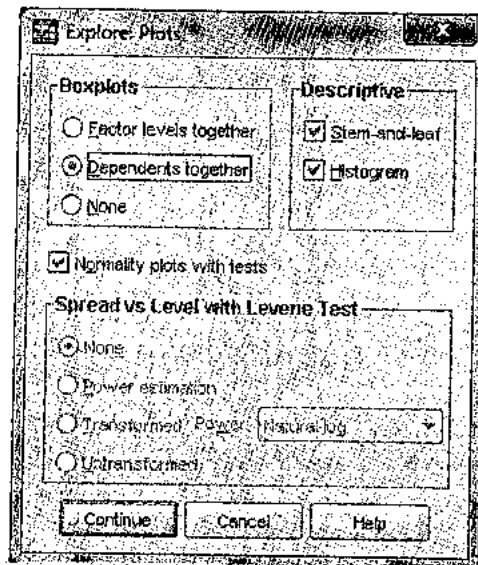 Explore: Plots
Boxplots
Factor levels together
Dependents together
None
Descriptive
Stem-and-leaf
Histogram
Normality plots with tests
Spread vs Level with Levene Test
None
Power estimation
Transformed Power: Natural log
Untransformed
Continue Cancel Help